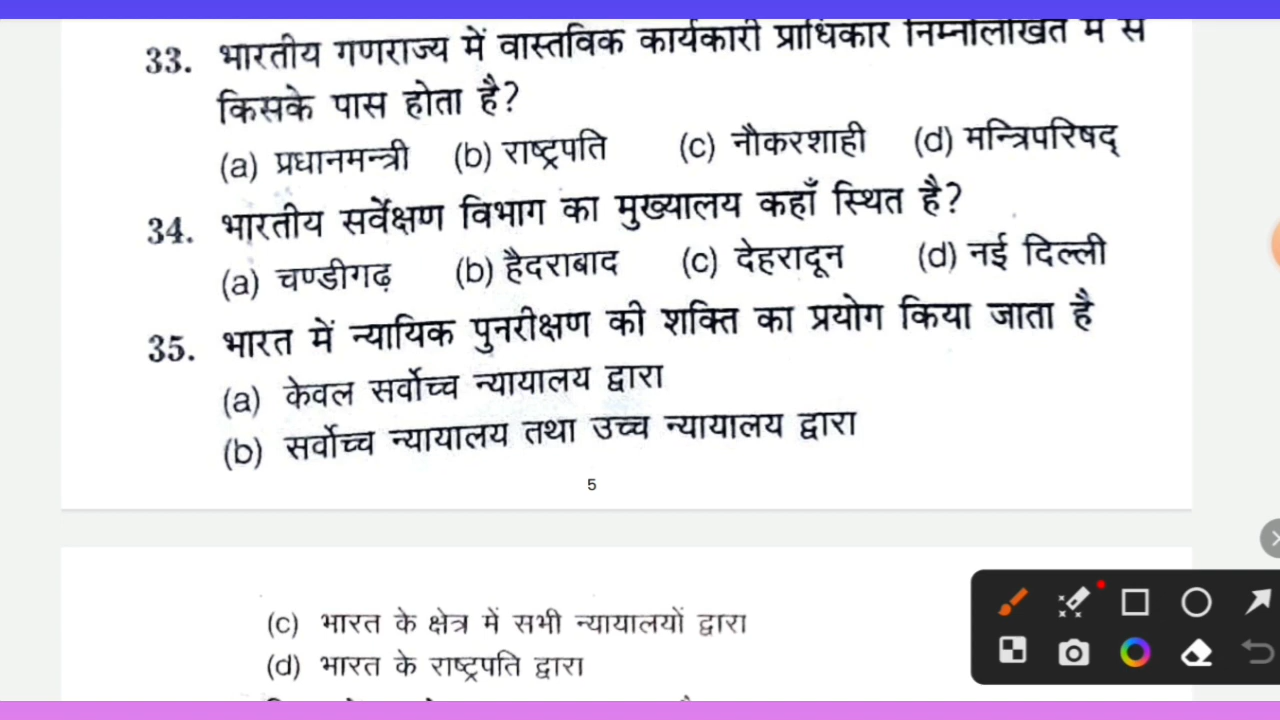 33. भारतीय गणराज्य में वास्तविक कार्यकारी प्राधिकार निम्नलिखित में से
किसके पास होता है?
(a) प्रधानमन्त्री (b) राष्ट्रपति (c) नौकरशाही (d) मन्त्रिपरिषद्
34. भारतीय सर्वेक्षण विभाग का मुख्यालय कहाँ स्थित है?
(a) चण्डीगढ़ (b) हैदराबाद (c) देहरादून (d) नई दिल्ली
35. भारत में न्यायिक पुनरीक्षण की शक्ति का प्रयोग किया जाता है
(a) केवल सर्वोच्च न्यायालय द्वारा
(b) सर्वोच्च न्यायालय तथा उच्च न्यायालय द्वारा
5
(c) भारत के क्षेत्र में सभी न्यायालयों द्वारा
(d) भारत के राष्ट्रपति द्वारा